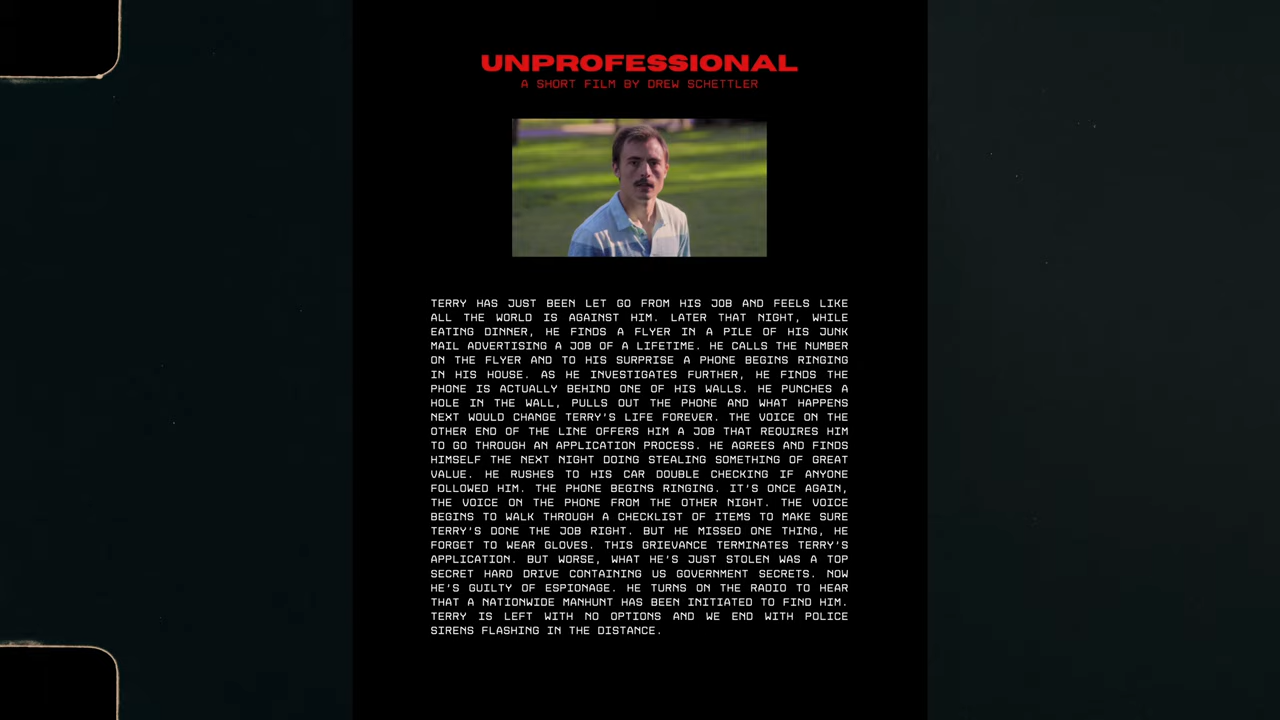 UNPROFESSIONAL
A SHORT FILM BY DREW SCHETTLER
TERRY HAS JUST BEEN LET GO FROM HIS JOB AND FEELS LIKE
ALL THE WORLD IS AGAINST HIM. LATER THAT NIGHT, WHILE
EATING DINNER, HE FINDS A FLYER IN A PILE OF HIS JUNK
MAIL ADVERTISING A JOB OF A LIFETIME. HE CALLS THE NUMBER
ON THE FLYER AND TO HIS SURPRISE A PHONE BEGINS RINGING
IN HIS HOUSE. AS HE INVESTIGATES FURTHER, HE FINDS THE
PHONE IS ACTUALLY BEHIND ONE OF HIS WALLS. HE PUNCHES A
HOLE IN THE WALL, PULLS OUT THE PHONE AND WHAT HAPPENS
NEXT WOULD CHANGE TERRY'S LIFE FOREVER. THE VOICE ON THE
OTHER END OF THE LINE OFFERS HIM A JOB THAT REQUIRES HIM
TO GO THROUGH AN APPLICATION PROCESS. HE AGREES AND FINDS
HIMSELF THE NEXT NIGHT DOING STEALING SOMETHING OF GREAT
VALUE. HE RUSHES TO HIS CAR DOUBLE CHECKING IF ANYONE
FOLLOWED HIM. THE PHONE BEGINS RINGING. IT'S ONCE AGAIN,
THE VOICE ON THE PHONE FROM THE OTHER NIGHT. THE VOICE
BEGINS TO WALK THROUGH A CHECKLIST OF ITEMS TO MAKE SURE
TERRY'S DONE THE JOB RIGHT. BUT HE MISSED ONE THING, HE
FORGET TO WEAR GLOVES. THIS GRIEVANCE TERMINATES TERRY'S
APPLICATION. BUT WORSE, WHAT HE'S JUST STOLEN WAS A TOP
SECRET HARD DRIVE CONTAINING US GOVERNMENT SECRETS. NOW
HE'S GUILTY OF ESPIONAGE. HE TURNS ON THE RADIO TO HEAR
THAT A NATIONWIDE MANHUNT HAS BEEN INITIATED TO FIND HIM.
TERRY IS LEFT WITH NO OPTIONS AND WE END WITH POLICE
SIRENS FLASHING IN THE DISTANCE.